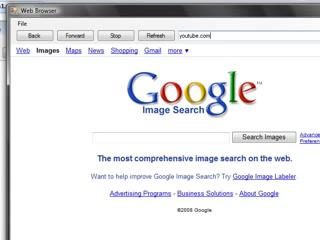 Web Browser
File
Back Forward Stop Refresh youtube.com
Web Images Maps News Shopping Gmail more ▼
Google™
Image Search
Search Images
The most comprehensive image search on the web.
Want to help improve Google Image Search? Try Google Image Labeler.
Advertising Programs - Business Solutions - About Google
©2008 Google